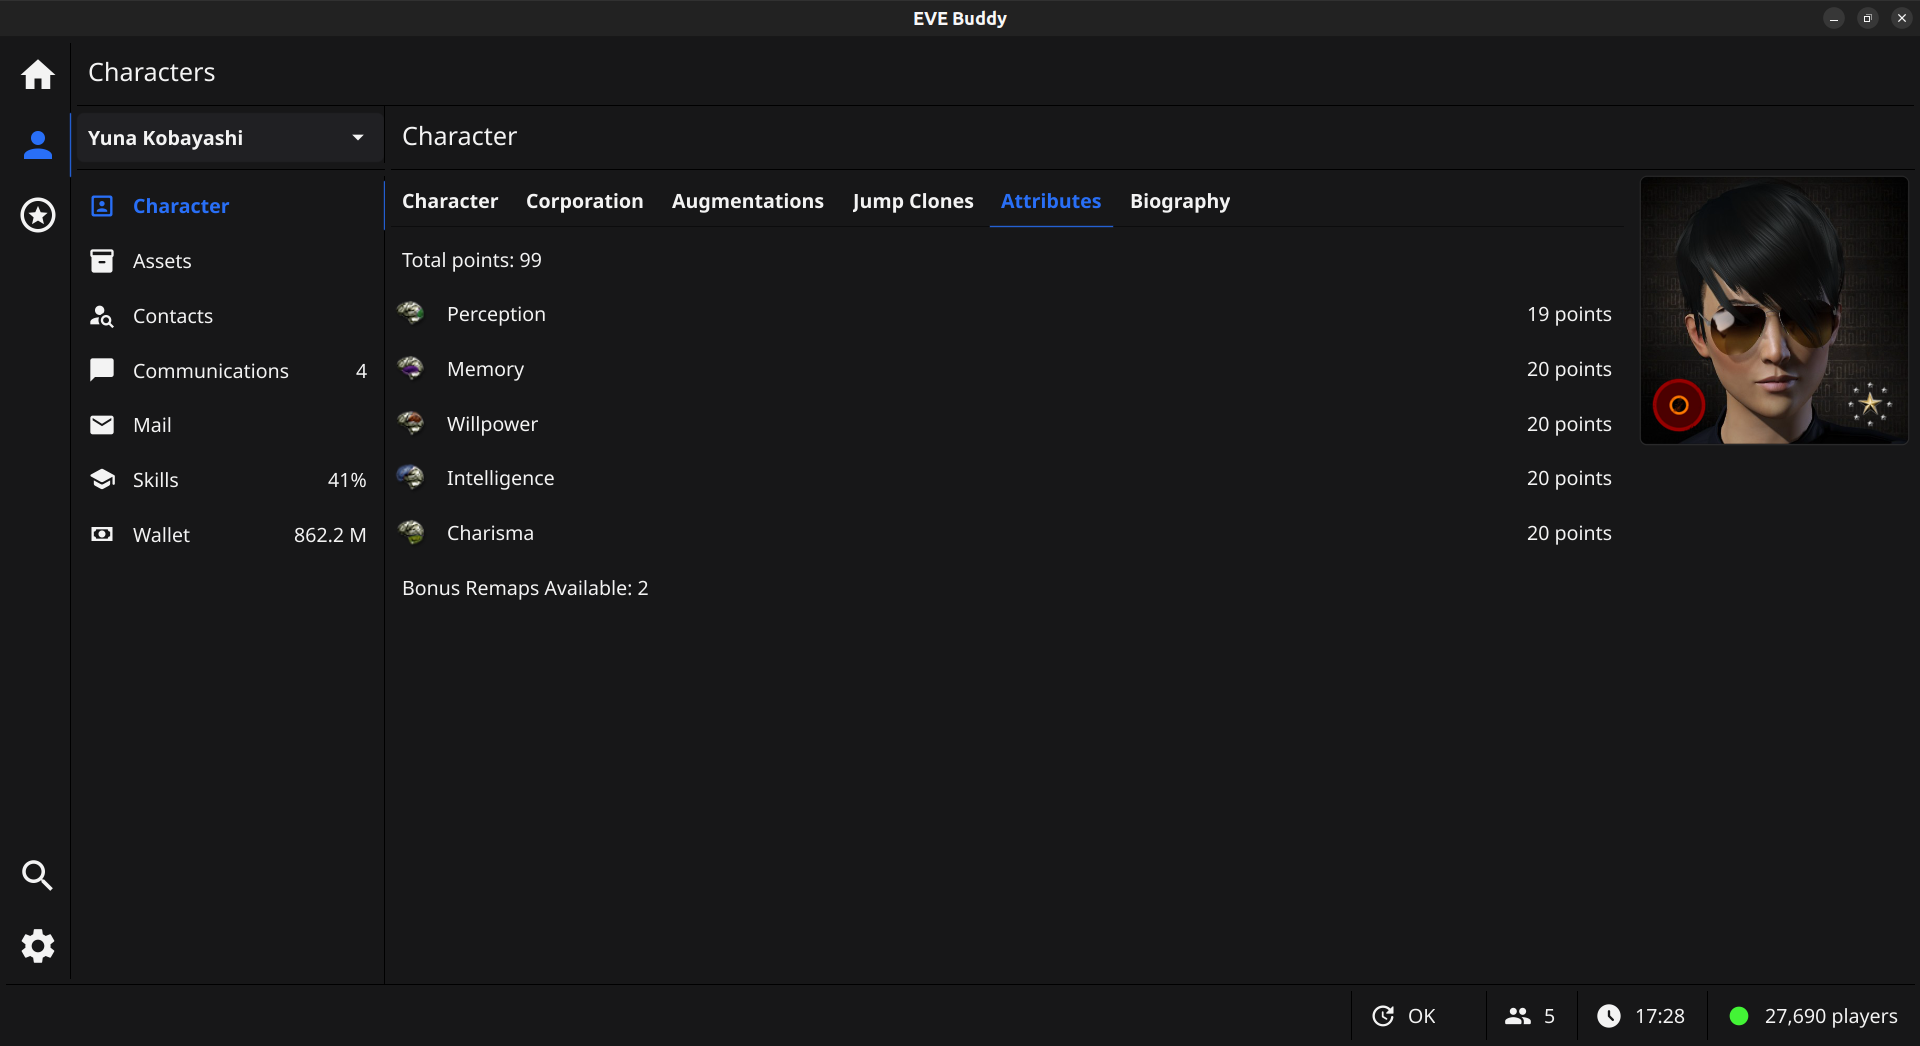 EVE Buddy
Characters
Yuna Kobayashi
Character
Assets
Contacts
Communications 4
Mail
Skills 41%
Wallet 862.2 M
Character
Character Corporation Augmentations Jump Clones Attributes Biography
Total points: 99
Perception 19 points
Memory 20 points
Willpower 20 points
Intelligence 20 points
Charisma 20 points
Bonus Remaps Available: 2
OK 5 17:28 27,690 players